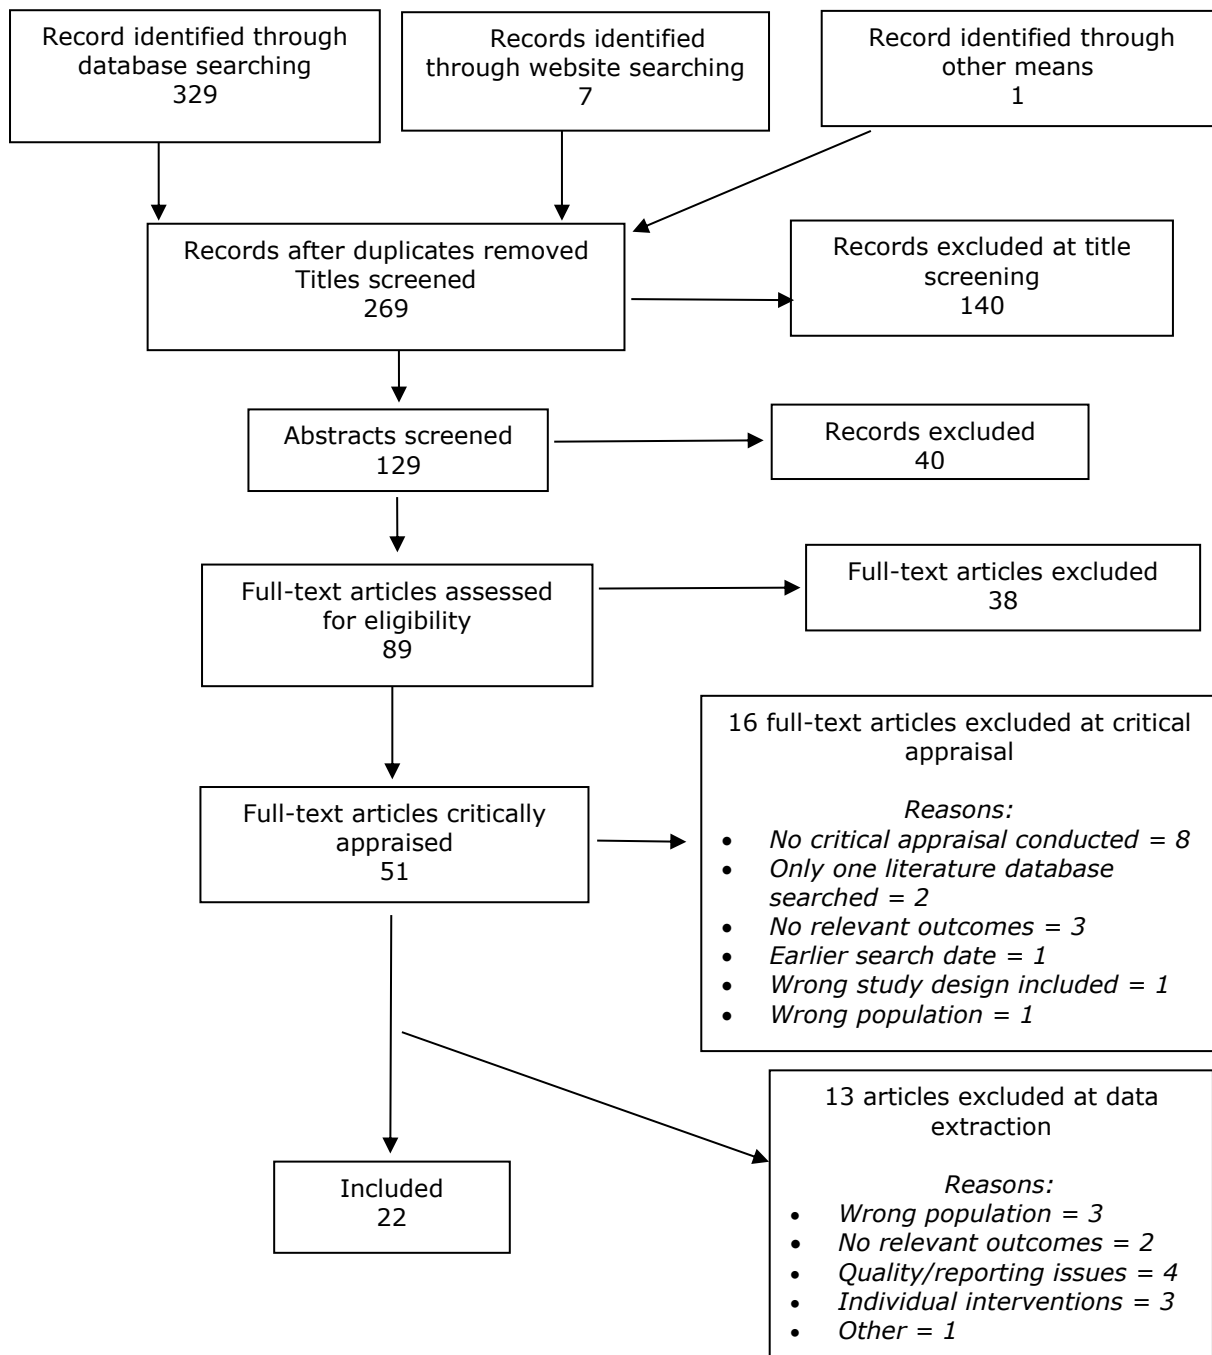 Record identified through
database searching
329
Records identified
through website searching
7
Record identified through
other means
1
Records after duplicates removed
Titles screened
269
Records excluded at title
screening
140
Abstracts screened
129
Records excluded
40
Full-text articles assessed
for eligibility
89
Full-text articles excluded
38
Full-text articles critically
appraised
51
16 full-text articles excluded at critical
appraisal
Reasons:
• No critical appraisal conducted = 8
• Only one literature database
searched = 2
• No relevant outcomes = 3
• Earlier search date = 1
• Wrong study design included = 1
• Wrong population = 1
13 articles excluded at data
extraction
Reasons:
• Wrong population = 3
• No relevant outcomes = 2
• Quality/reporting issues = 4
• Individual interventions = 3
• Other = 1
Included
22